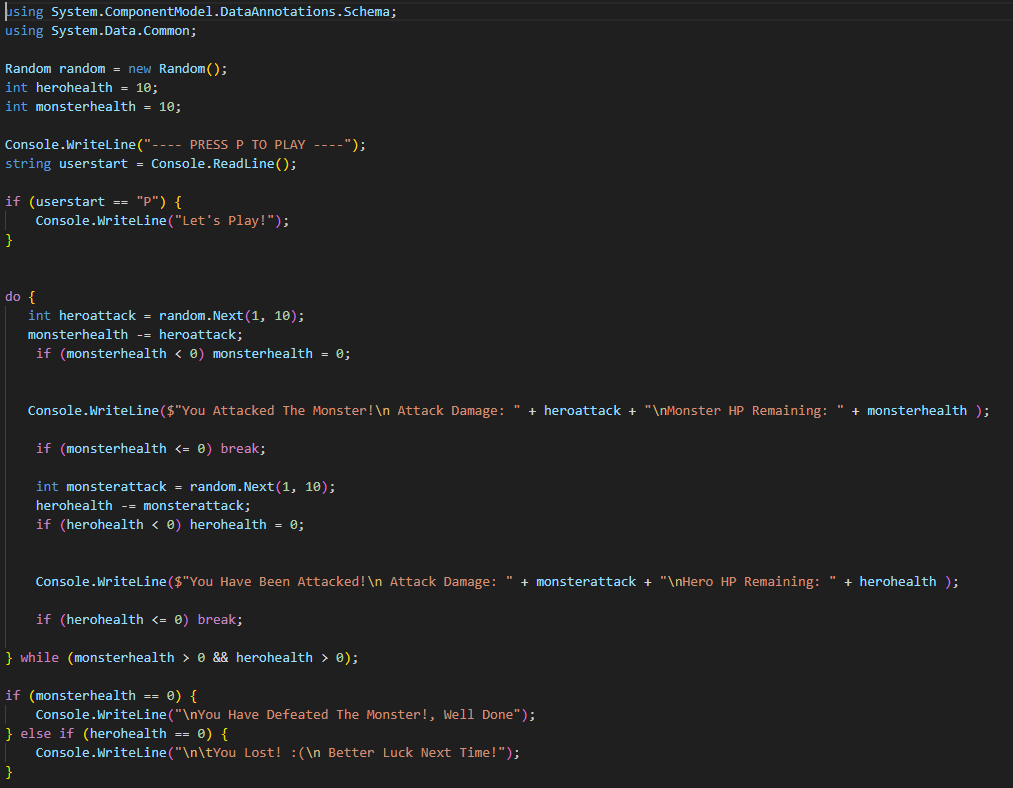 using System.ComponentModel.DataAnnotations.Schema;
using System.Data.Common;

Random random = new Random();
int herohealth = 10;
int monsterhealth = 10;

Console.WriteLine("---- PRESS P TO PLAY ----");
string userstart = Console.ReadLine();

if (userstart == "P") {
    Console.WriteLine("Let's Play!");
}


do {
   int heroattack = random.Next(1, 10);
   monsterhealth -= heroattack;
    if (monsterhealth < 0) monsterhealth = 0;


   Console.WriteLine($"You Attacked The Monster!\n Attack Damage: " + heroattack + "\nMonster HP Remaining: " + monsterhealth );

    if (monsterhealth <= 0) break;

    int monsterattack = random.Next(1, 10);
    herohealth -= monsterattack;
    if (herohealth < 0) herohealth = 0;


    Console.WriteLine($"You Have Been Attacked!\n Attack Damage: " + monsterattack + "\nHero HP Remaining: " + herohealth );

    if (herohealth <= 0) break;

} while (monsterhealth > 0 && herohealth > 0);

if (monsterhealth == 0) {
    Console.WriteLine("\nYou Have Defeated The Monster!, Well Done");
} else if (herohealth == 0) {
    Console.WriteLine("\n\tYou Lost! :(\n Better Luck Next Time!");
}